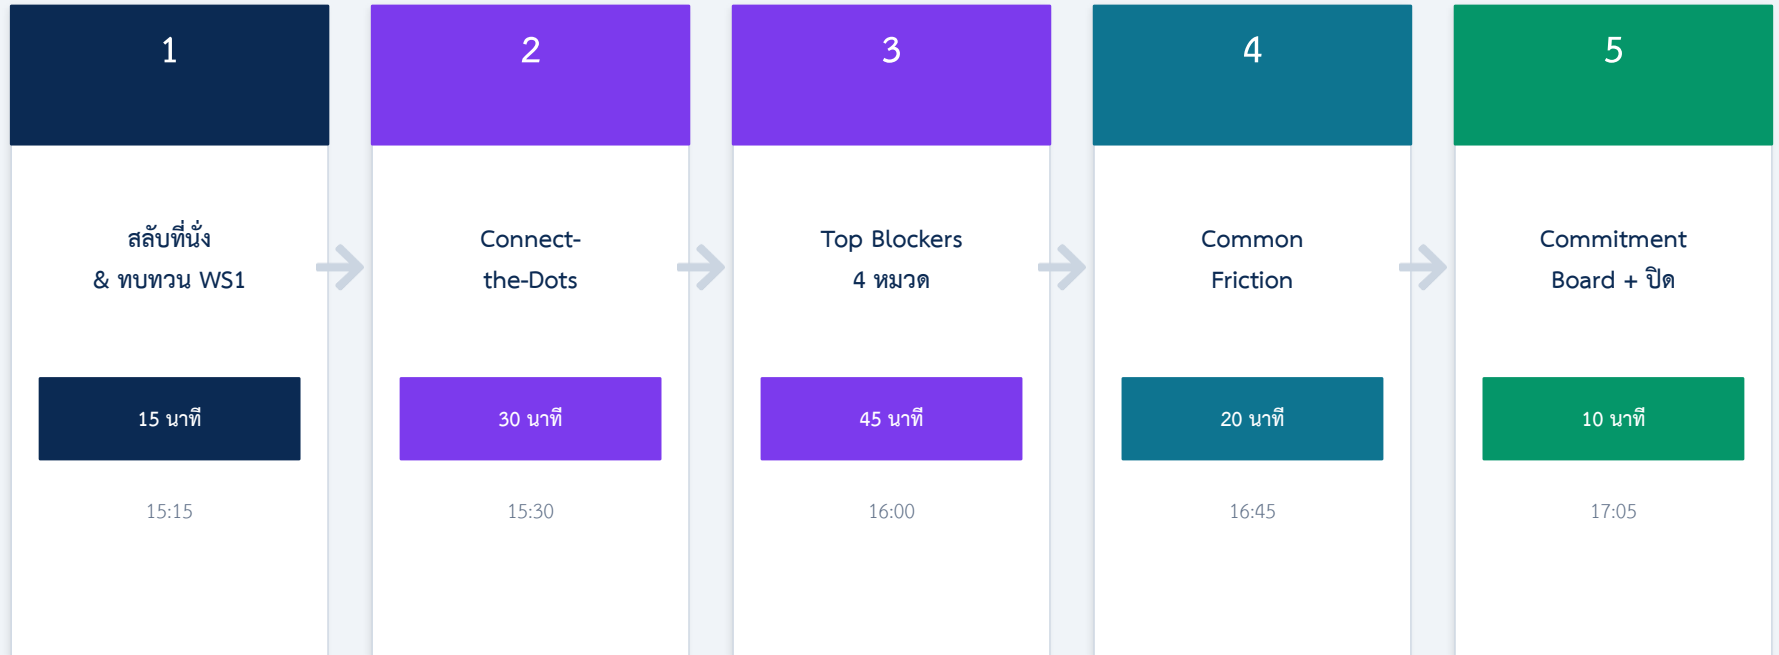 1
สลับที่นั่ง
& ทบทวน WS1
15 นาที
15:15
2
Connect-
the-Dots
30 นาที
15:30
3
Top Blockers
4 หมวด
45 นาที
16:00
4
Common
Friction
20 นาที
16:45
5
Commitment
Board + ปิด
10 นาที
17:05